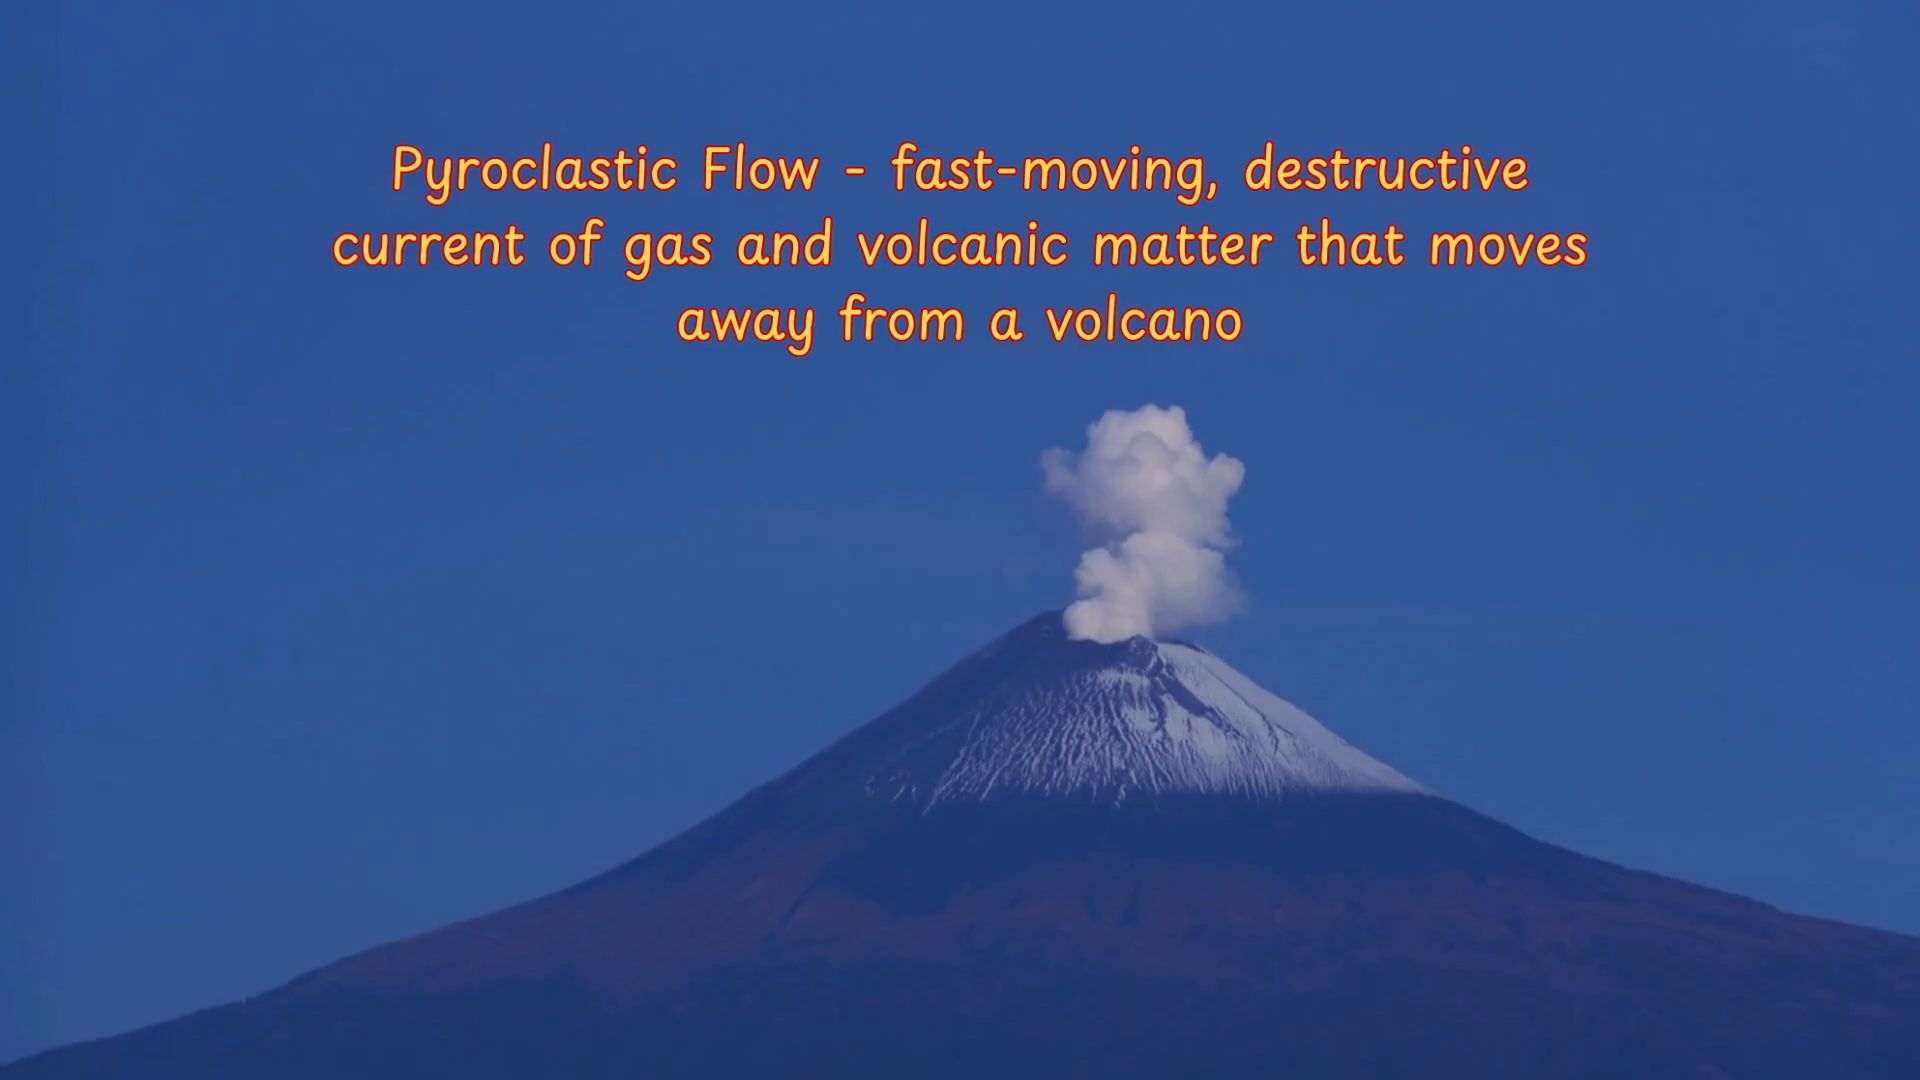 Pyroclastic Flow - fast-moving, destructive
current of gas and volcanic matter that moves
away from a volcano